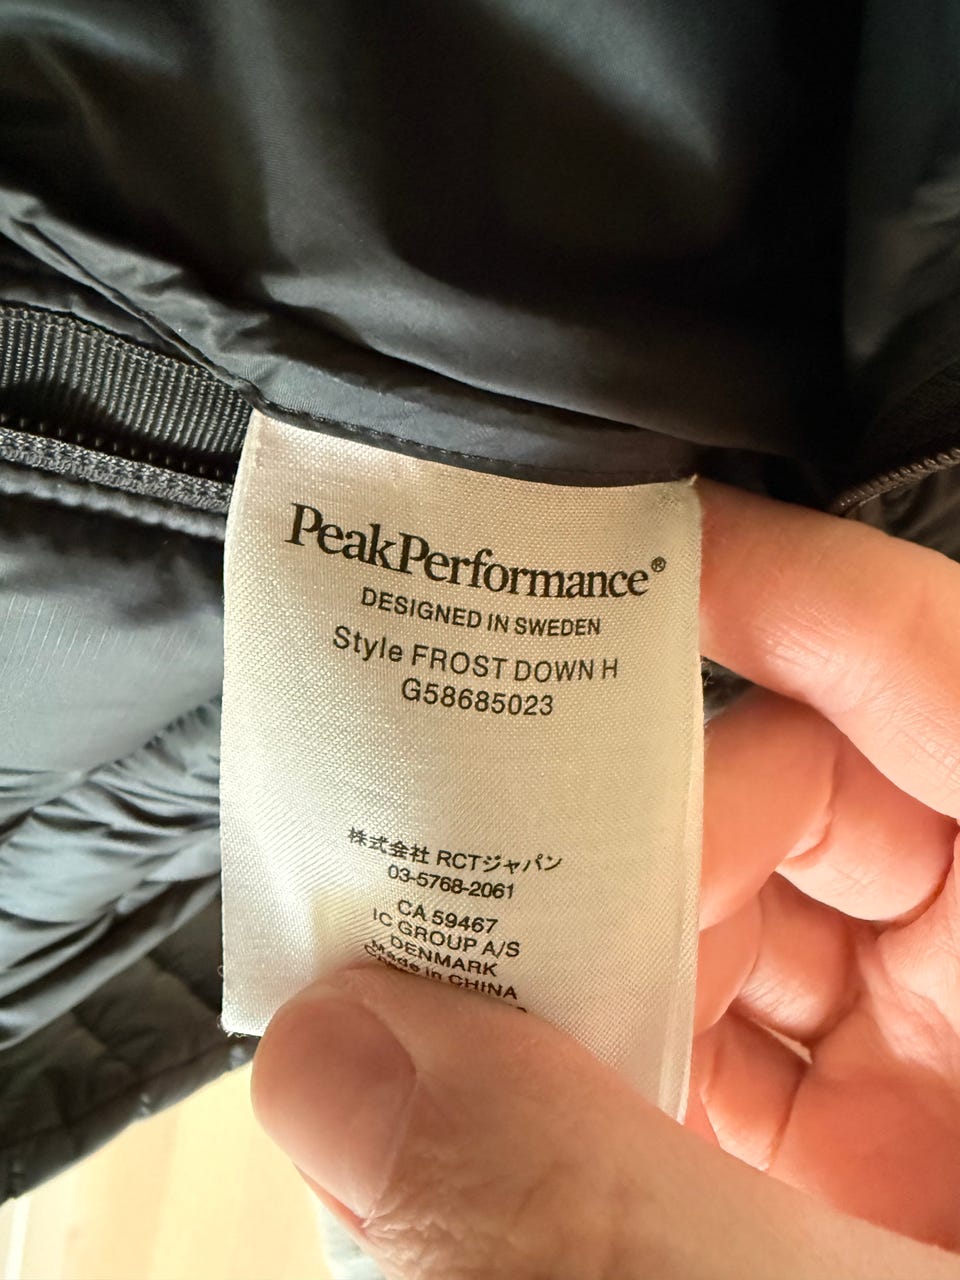 PeakPerformance®
DESIGNED IN SWEDEN
Style FROST DOWN H
G58685023
株式会社 RCTジャパン
03-5768-2061
CA 59467
IC GROUP A/S
DENMARK
Made in CHINA